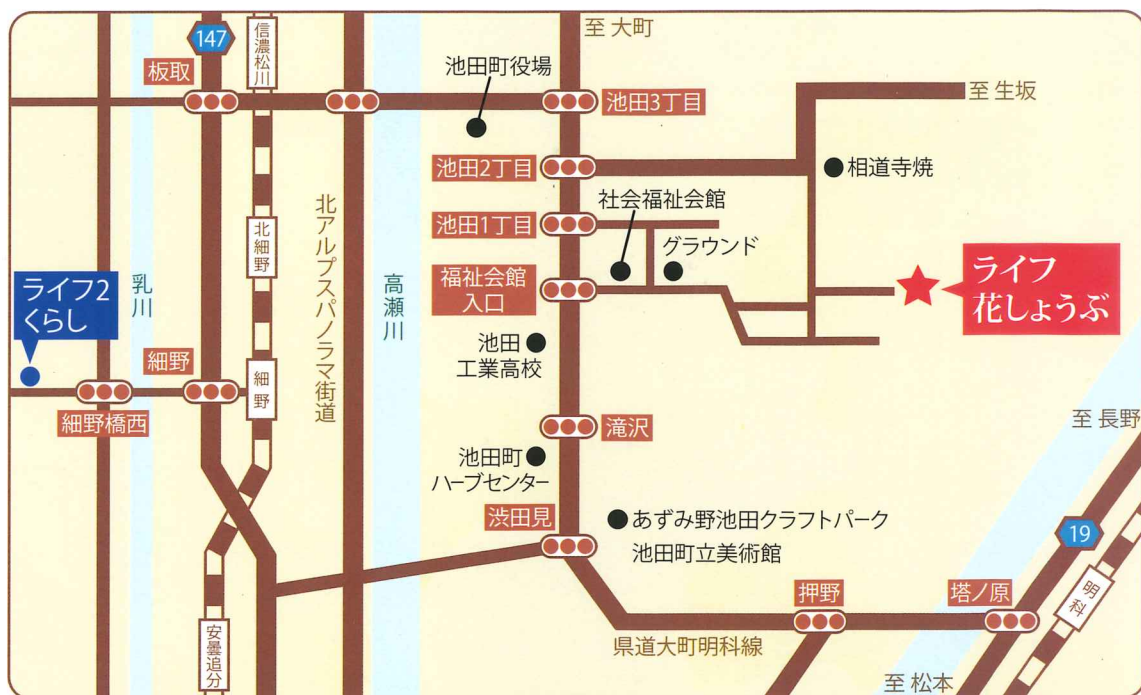 至 大町
147
信濃松川
板取
池田町役場
池田3丁目
至 生坂
池田2丁目
相道寺焼
社会福祉会館
池田1丁目
グラウンド
北細野
北アルプスパノラマ街道
高瀬川
乳川
ライフ2
くらし
福祉会館
入口
ライフ
花しょうぶ
池田
工業高校
細野
細野
細野橋西
滝沢
至 長野
池田町
ハーブセンター
渋田見
あずみ野池田クラフトパーク
池田町立美術館
19
明科
押野
塔ノ原
安曇追分
県道大町明科線
至 松本